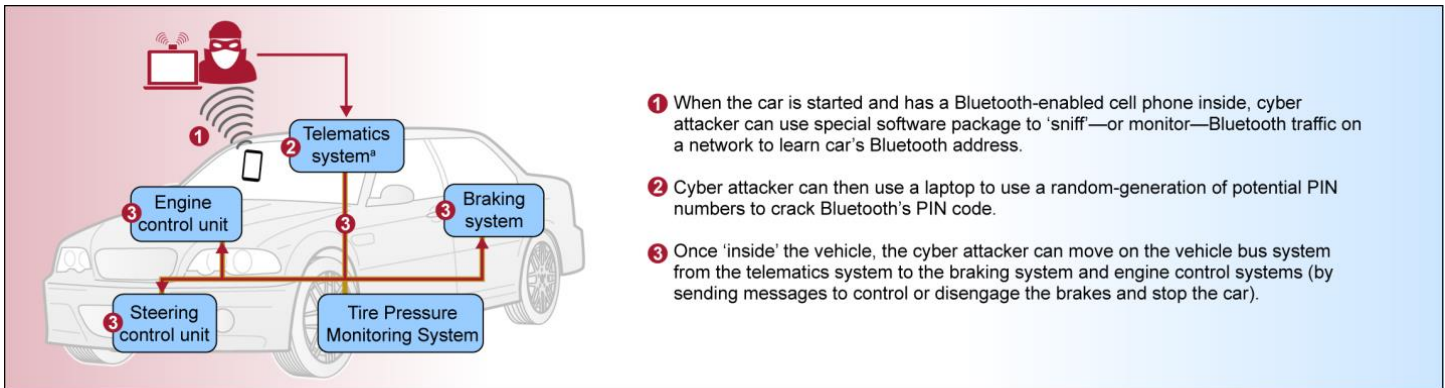 1
Telematics
2
systemᵃ
Engine
3
control unit
3
Braking
3
system
Steering
3
control unit
Tire Pressure
Monitoring System
1 When the car is started and has a Bluetooth-enabled cell phone inside, cyber
attacker can use special software package to ‘sniff’—or monitor—Bluetooth traffic on
a network to learn car’s Bluetooth address.
2 Cyber attacker can then use a laptop to use a random-generation of potential PIN
numbers to crack Bluetooth’s PIN code.
3 Once ‘inside’ the vehicle, the cyber attacker can move on the vehicle bus system
from the telematics system to the braking system and engine control systems (by
sending messages to control or disengage the brakes and stop the car).